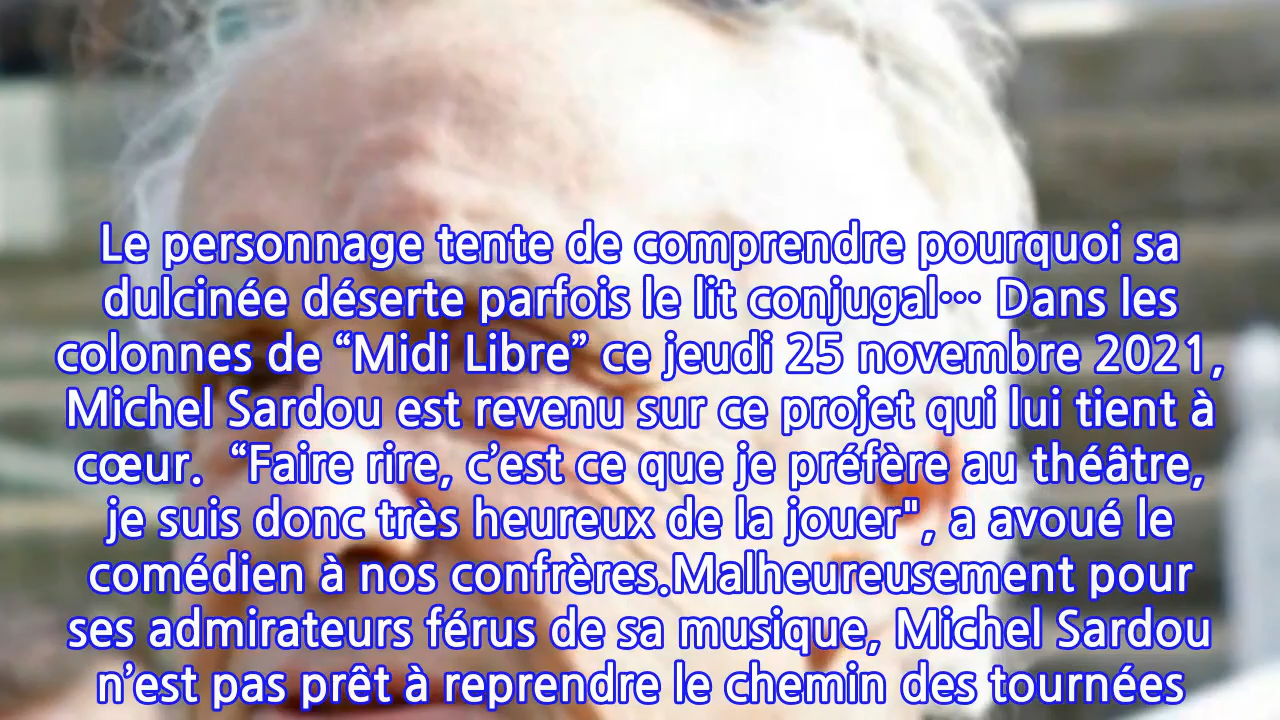 Le personnage tente de comprendre pourquoi sa
dulcinée déserte parfois le lit conjugal… Dans les
colonnes de “Midi Libre” ce jeudi 25 novembre 2021,
Michel Sardou est revenu sur ce projet qui lui tient à
cœur.  “Faire rire, c’est ce que je préfère au théâtre,
je suis donc très heureux de la jouer", a avoué le
comédien à nos confrères.Malheureusement pour
ses admirateurs férus de sa musique, Michel Sardou
n’est pas prêt à reprendre le chemin des tournées